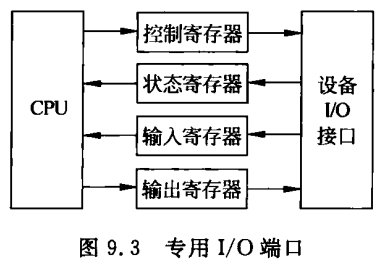 控制寄存器
状态寄存器
CPU
输入寄存器
输出寄存器
设备
I/O
接口
图 9.3 专用 I/O 端口